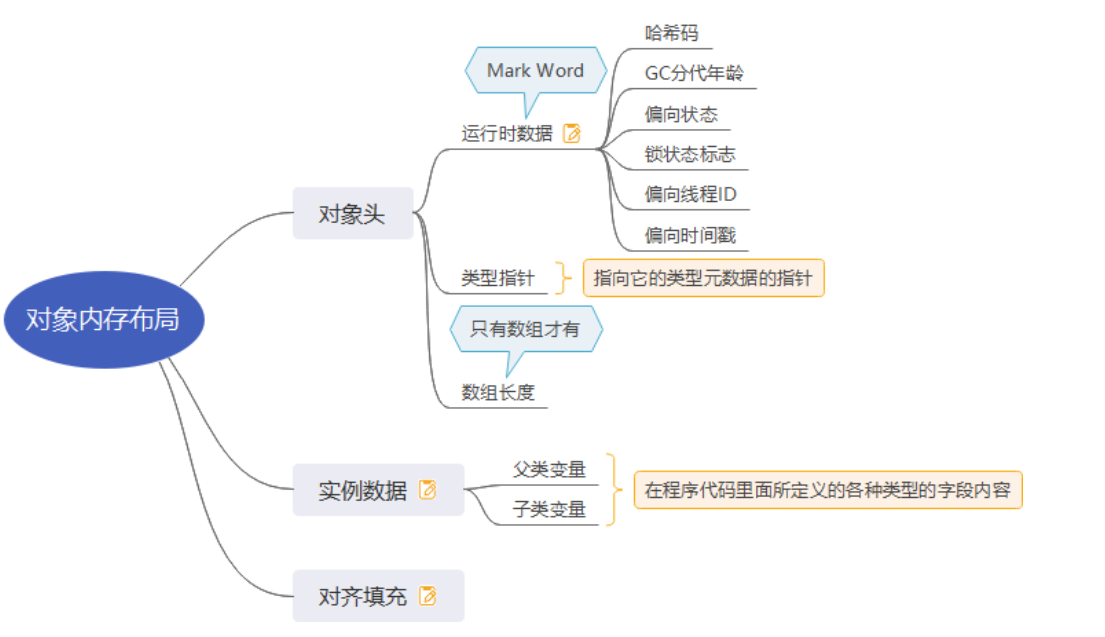 对象内存布局
对象头
Mark Word
运行时数据
哈希码
GC分代年龄
偏向状态
锁状态标志
偏向线程ID
偏向时间戳
类型指针
指向它的类型元数据的指针
只有数组才有
数组长度
实例数据
父类变量
子类变量
在程序代码里面所定义的各种类型的字段内容
对齐填充